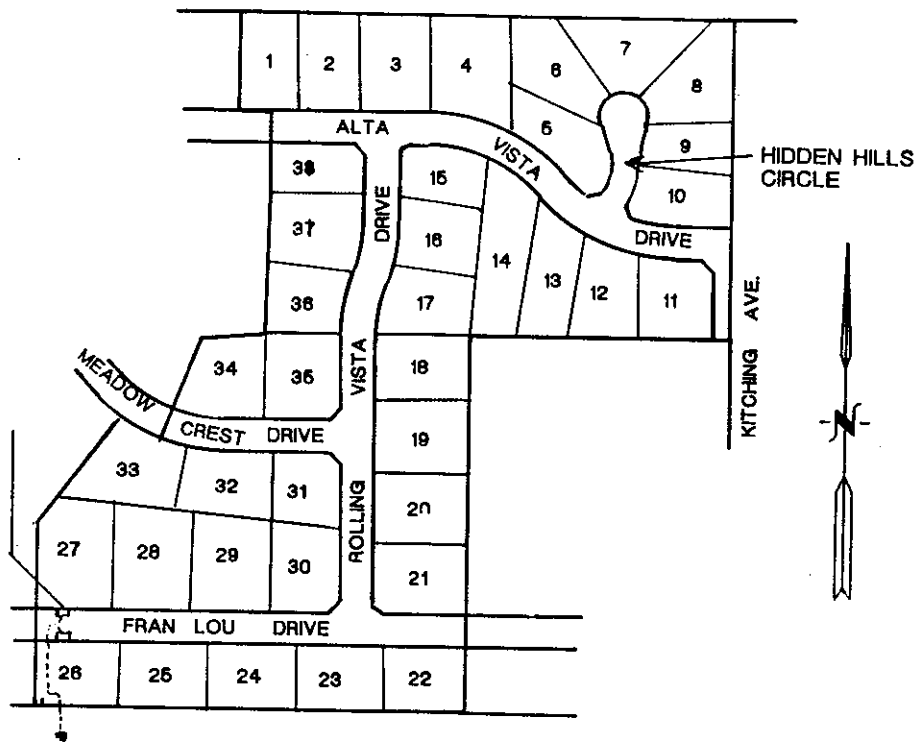 1
2
3
4
6
7
8
5
9
10
ALTA
VISTA
DRIVE
HIDDEN HILLS
CIRCLE
38
37
36
DRIVE
15
16
17
14
13
12
11
KITCHING AVE.
34
35
VISTA
18
19
20
21
MEADOW
CREST DRIVE
33
32
31
ROLLING
27
28
29
30
FRAN LOU DRIVE
26
25
24
23
22
N